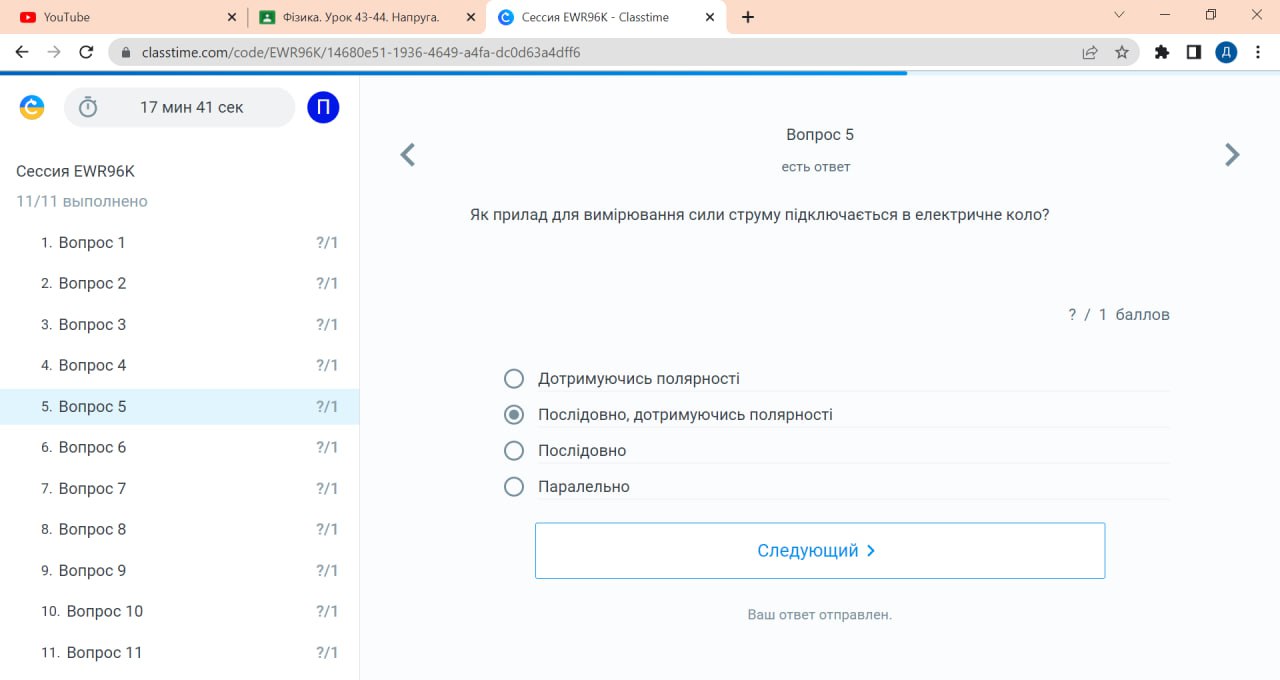 YouTube
Фізика. Урок 43-44. Напруга.
Сессия EWR96K - Classtime
classtime.com/code/EWR96K/14680e51-1936-4649-a4fa-dc0d63a4dff6
Д
17 мин 41 сек
П
Сессия EWR96K
11/11 выполнено
1. Вопрос 1 ?/1
2. Вопрос 2 ?/1
3. Вопрос 3 ?/1
4. Вопрос 4 ?/1
5. Вопрос 5 ?/1
6. Вопрос 6 ?/1
7. Вопрос 7 ?/1
8. Вопрос 8 ?/1
9. Вопрос 9 ?/1
10. Вопрос 10 ?/1
11. Вопрос 11 ?/1
Вопрос 5
есть ответ
Як прилад для вимірювання сили струму підключається в електричне коло?
? / 1 баллов
Дотримуючись полярності
Послідовно, дотримуючись полярності
Послідовно
Паралельно
Следующий
Ваш ответ отправлен.